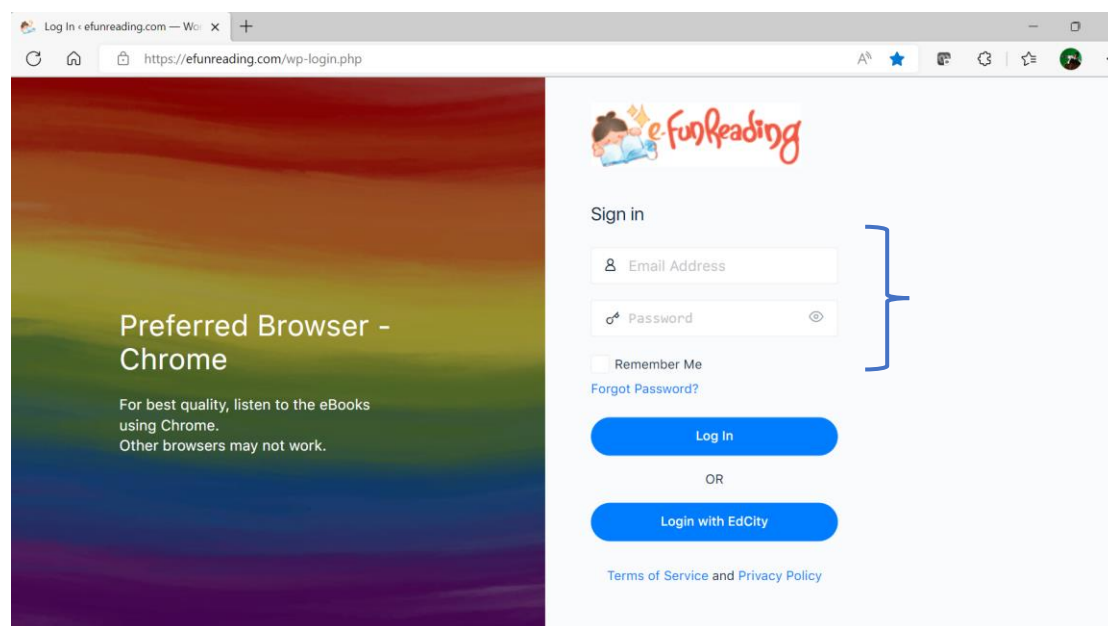 Log In ‹ efunreading.com — Wo
https://efunreading.com/wp-login.php
e-FunReading
Sign in
Email Address
Password
Remember Me
Forgot Password?
Log In
OR
Login with EdCity
Terms of Service and Privacy Policy
Preferred Browser -
Chrome
For best quality, listen to the eBooks
using Chrome.
Other browsers may not work.